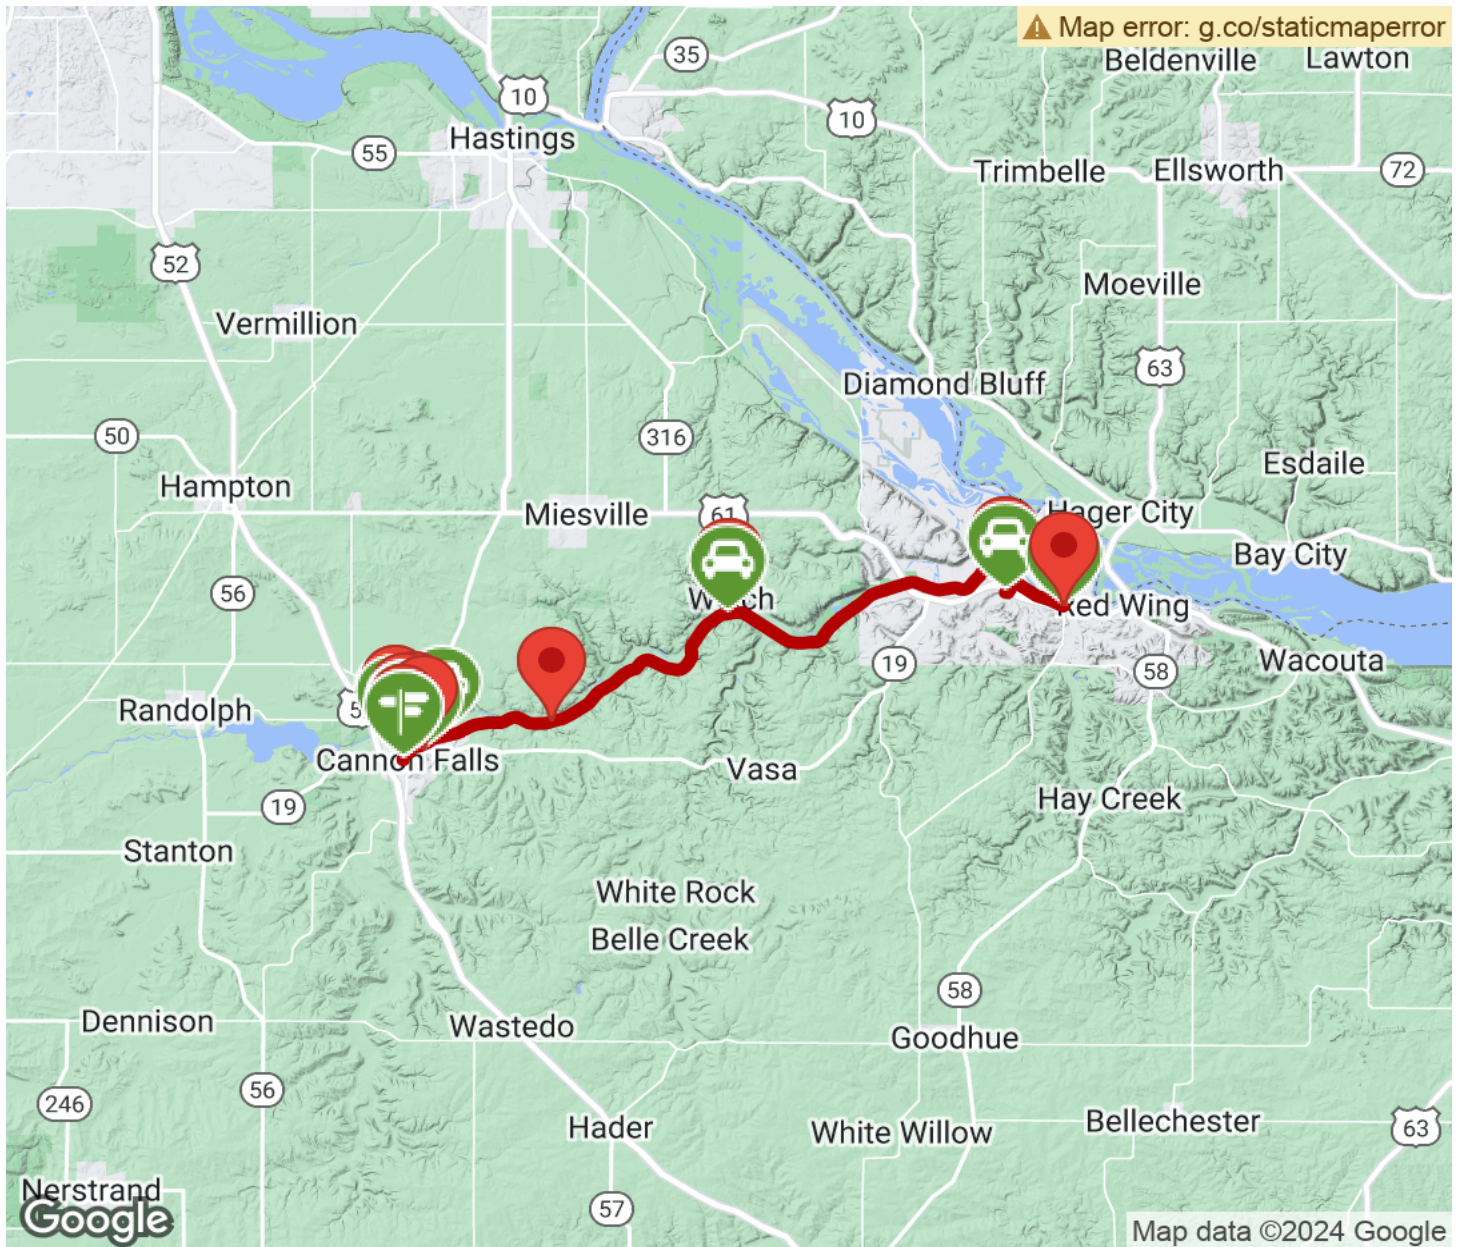 Map error: g.co/staticmaperror
Beldenville
Lawton
35
10
10
Hastings
55
Trimbelle
Ellsworth
72
52
Moeville
Vermillion
63
Diamond Bluff
50
316
Esdaile
Hampton
Miesville
61
Hager City
Bay City
56
Red Wing
19
58
Wacouta
Randolph
Cannon Falls
Vasa
19
Hay Creek
Stanton
White Rock
Belle Creek
58
Dennison
Wastedo
Goodhue
56
246
Hader
White Willow
Bellechester
63
Nerstrand
57
Google
Map data ©2024 Google